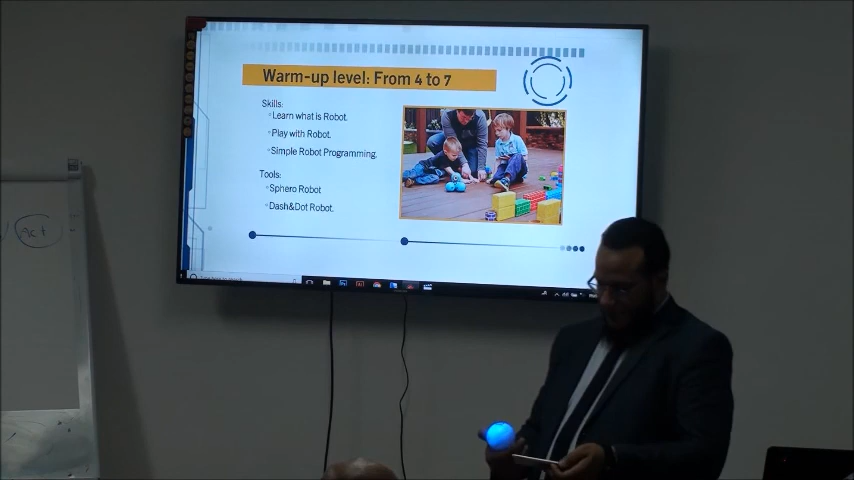 Warm-up level: From 4 to 7
Skills:
Learn what is Robot.
Play with Robot.
Simple Robot Programming.
Tools:
Sphero Robot
Dash&Dot Robot.
Act